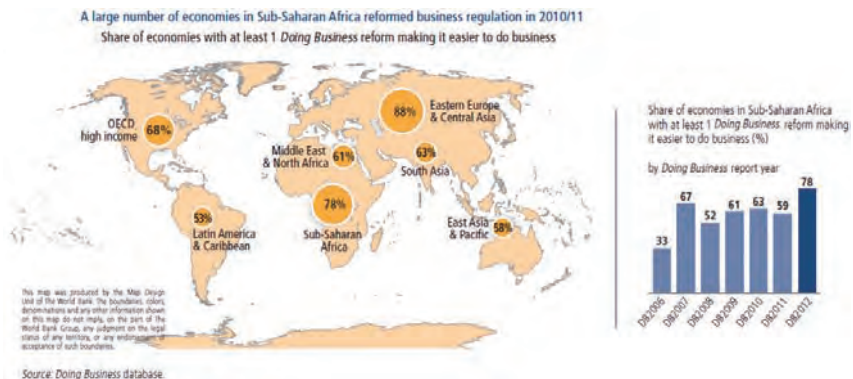 A large number of economies in Sub-Saharan Africa reformed business regulation in 2010/11
Share of economies with at least 1 Doing Business reform making it easier to do business
OECD
high income
68%
88%
Eastern Europe
& Central Asia
Middle East
& North Africa
61%
63%
South Asia
78%
Sub-Saharan
Africa
53%
Latin America
& Caribbean
East Asia
& Pacific
58%
This map was produced by the Map Design
Unit of The World Bank. The boundaries, colors,
denominations and any other information shown
on this map do not imply, on the part of The
World Bank Group, any judgment on the legal
status of any territory, or any endorsement or
acceptance of such boundaries.
Source: Doing Business database.
Share of economies in Sub-Saharan Africa
with at least 1 Doing Business reform making
it easier to do business (%)
by Doing Business report year
33
67
52
61
63
59
78
DB2006
DB2007
DB2008
DB2009
DB2010
DB2011
DB2012